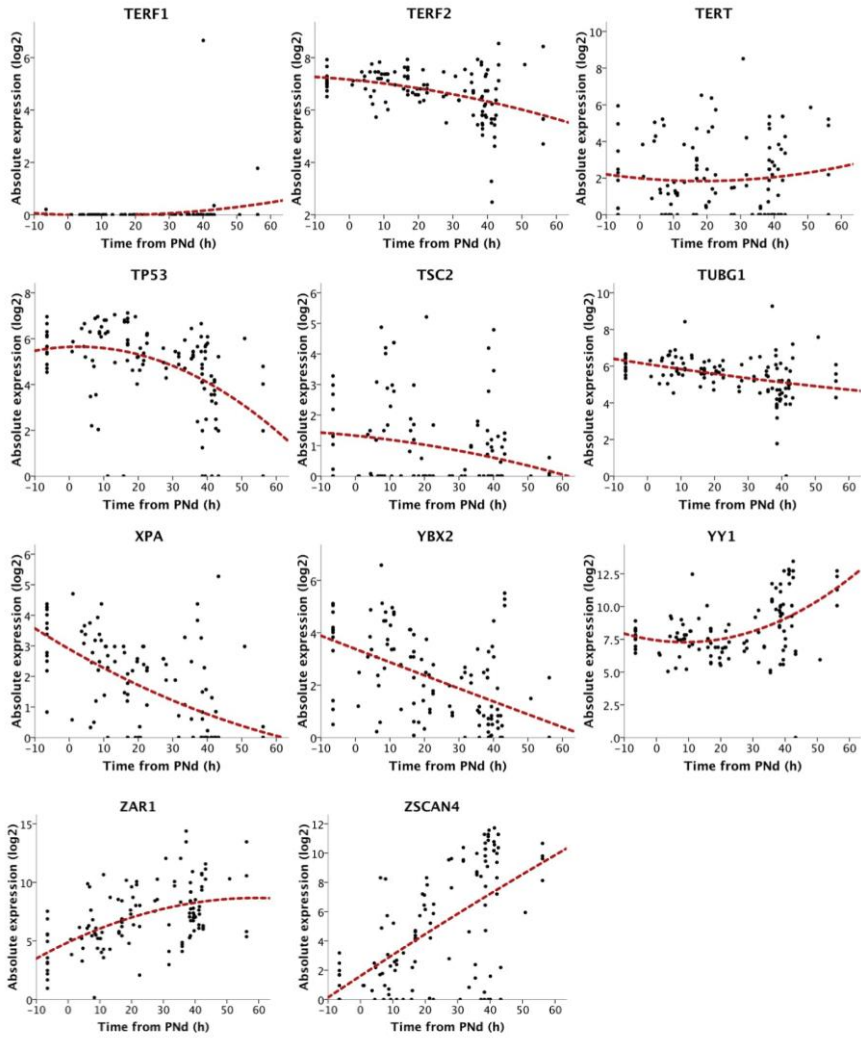 TERF1
Absolute expression (log2)
6
4
2
0
-10 0 10 20 30 40 50 60
Time from PNd (h)
TERF2
Absolute expression (log2)
8
6
4
2
-10 0 10 20 30 40 50 60
Time from PNd (h)
TERT
Absolute expression (log2)
10
8
6
4
2
0
-10 0 10 20 30 40 50 60
Time from PNd (h)
TP53
Absolute expression (log2)
8
6
4
2
0
-10 0 10 20 30 40 50 60
Time from PNd (h)
TSC2
Absolute expression (log2)
6
5
4
3
2
1
0
-10 0 10 20 30 40 50 60
Time from PNd (h)
TUBG1
Absolute expression (log2)
10
8
6
4
2
0
-10 0 10 20 30 40 50 60
Time from PNd (h)
XPA
Absolute expression (log2)
6
5
4
3
2
1
0
-10 0 10 20 30 40 50 60
Time from PNd (h)
YBX2
Absolute expression (log2)
6
4
2
0
-10 0 10 20 30 40 50 60
Time from PNd (h)
YY1
Absolute expression (log2)
12.5
10.0
7.5
5.0
2.5
.0
-10 0 10 20 30 40 50 60
Time from PNd (h)
ZAR1
Absolute expression (log2)
15
10
5
0
-10 0 10 20 30 40 50 60
Time from PNd (h)
ZSCAN4
Absolute expression (log2)
12
10
8
6
4
2
0
-10 0 10 20 30 40 50 60
Time from PNd (h)